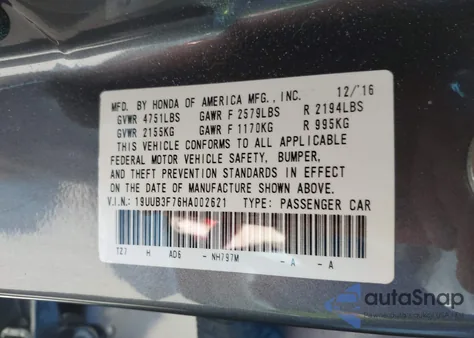 MFD. BY HONDA OF AMERICA MFG., INC. 12/'16
GVWR 4751LBS GAWR F 2579LBS R 2194LBS
GVWR 2155KG GAWR F 1170KG R 995KG
THIS VEHICLE CONFORMS TO ALL APPLICABLE
FEDERAL MOTOR VEHICLE SAFETY, BUMPER,
AND THEFT PREVENTION STANDARDS IN EFFECT
ON THE DATE OF MANUFACTURE SHOWN ABOVE.
V.I.N.: 19UUB3F76HA002621 TYPE: PASSENGER CAR
T27 H AD6 - NH797M - A - A
autaSnap